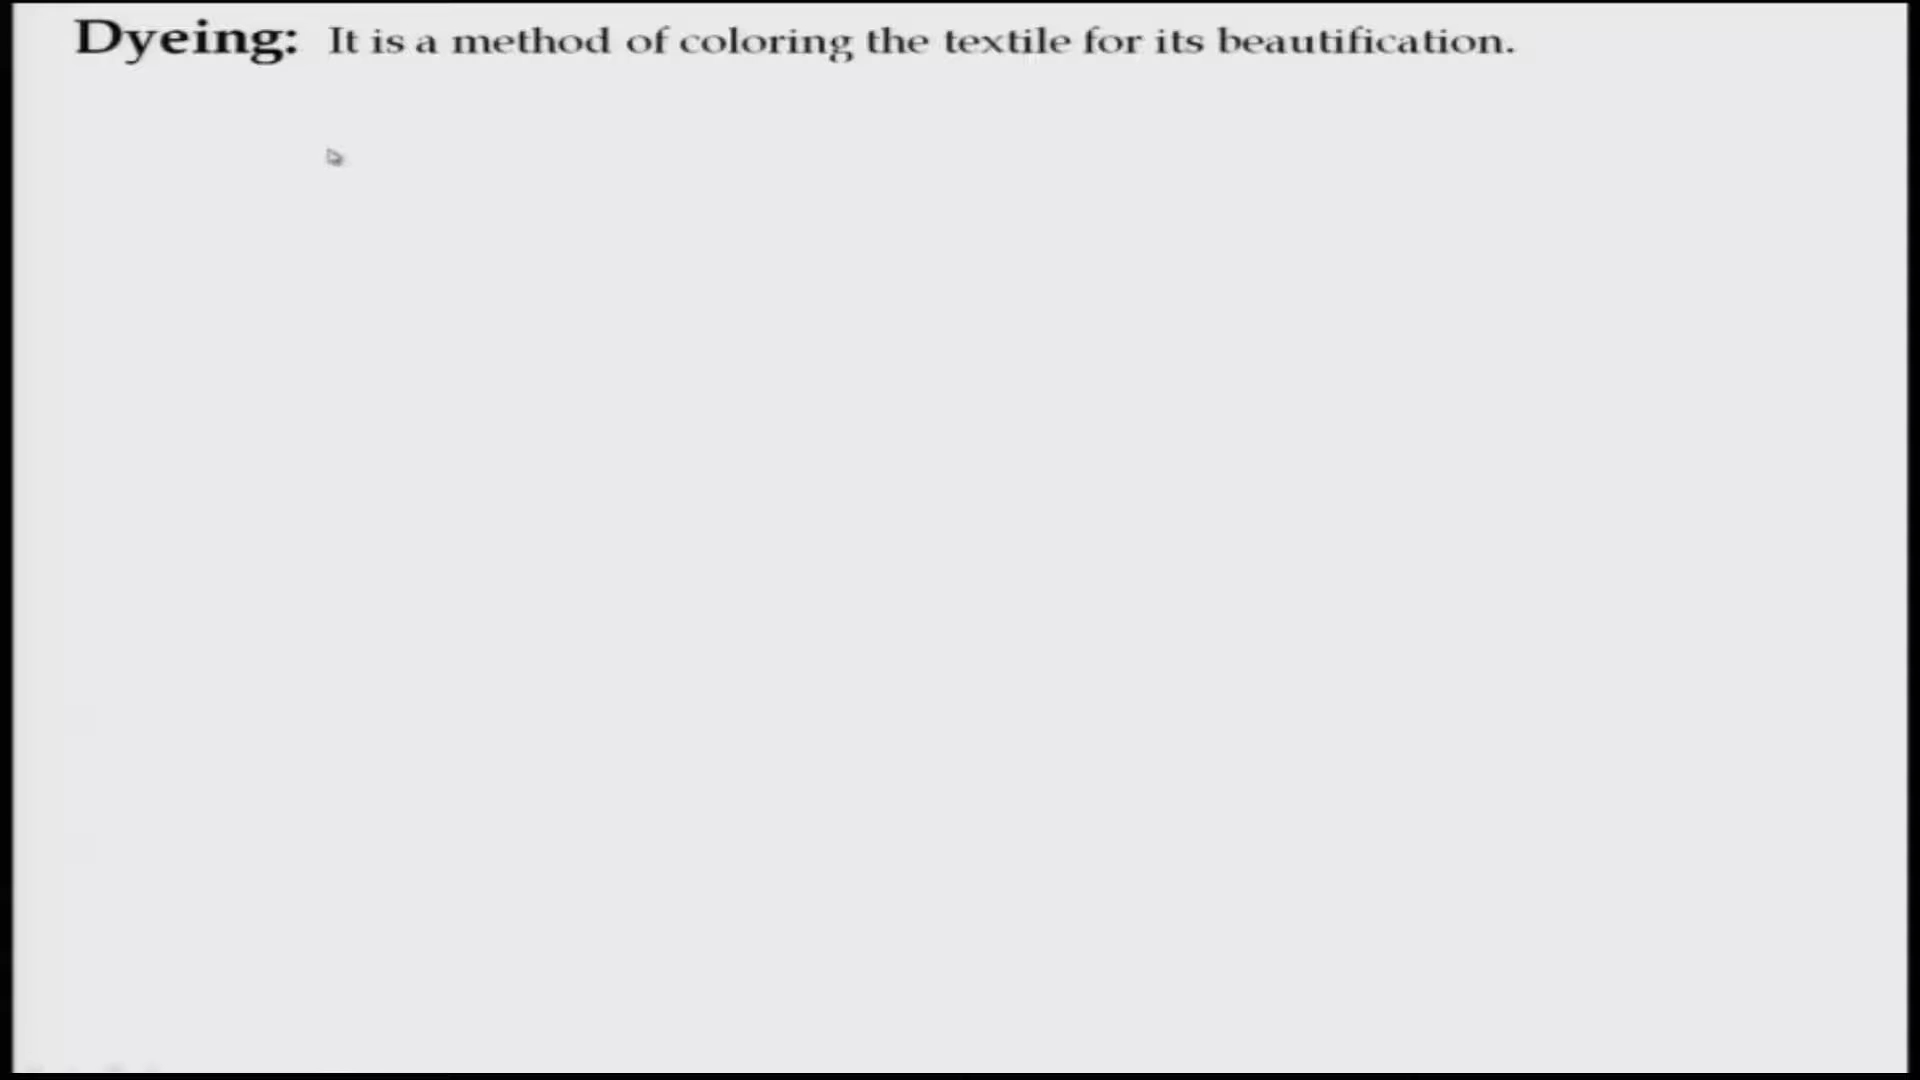 Dyeing: It is a method of coloring the textile for its beautification.